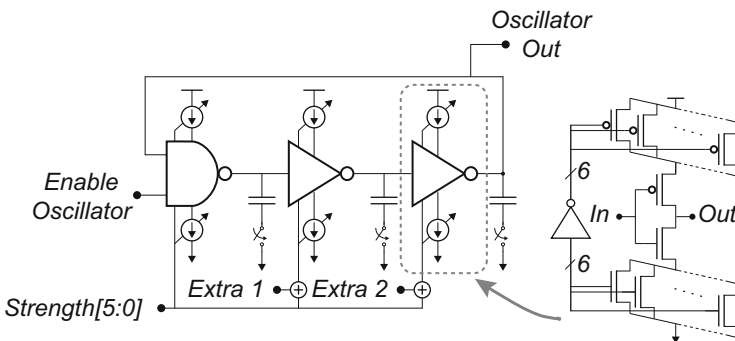 Oscillator
Out
Enable
Oscillator
Extra 1
Extra 2
Strength[5:0]
6
In
Out
6